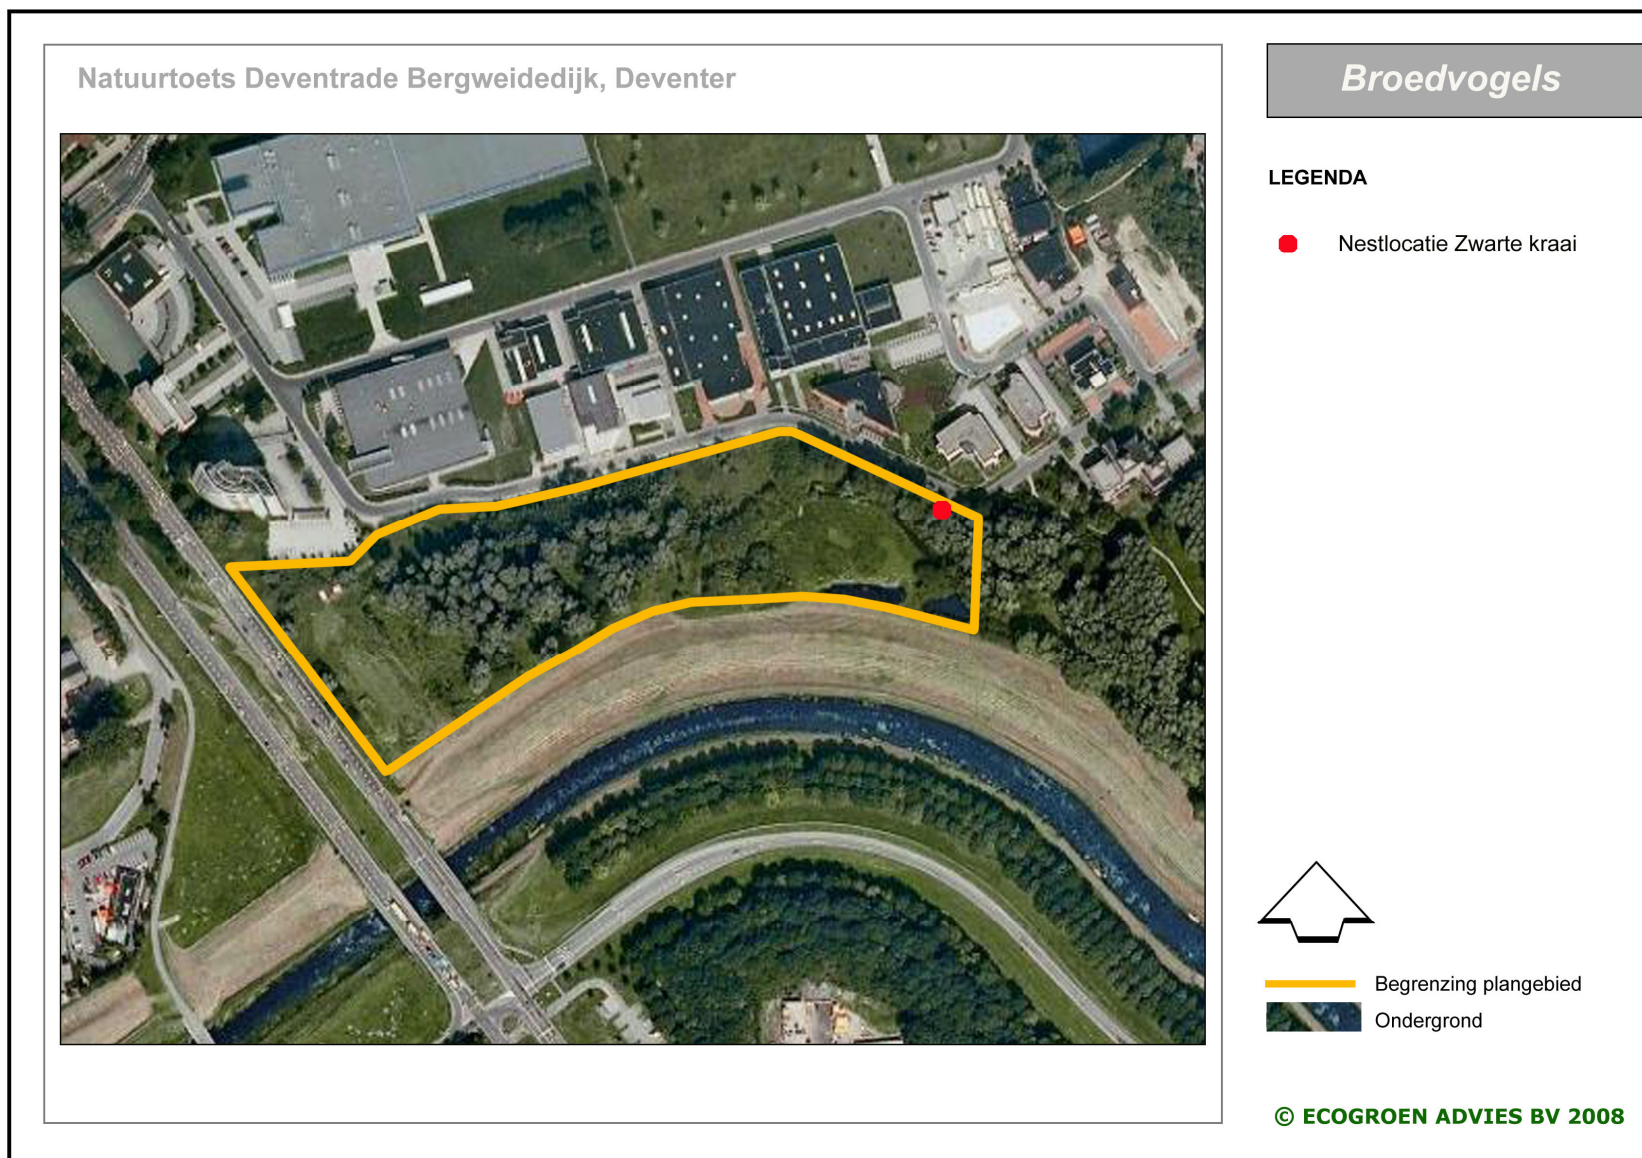 Natuurtoets Deventrade Bergweidedijk, Deventer
Broedvogels
LEGENDA
Nestlocatie Zwarte kraai
Begrenzing plangebied
Ondergrond
© ECOGROEN ADVIES BV 2008